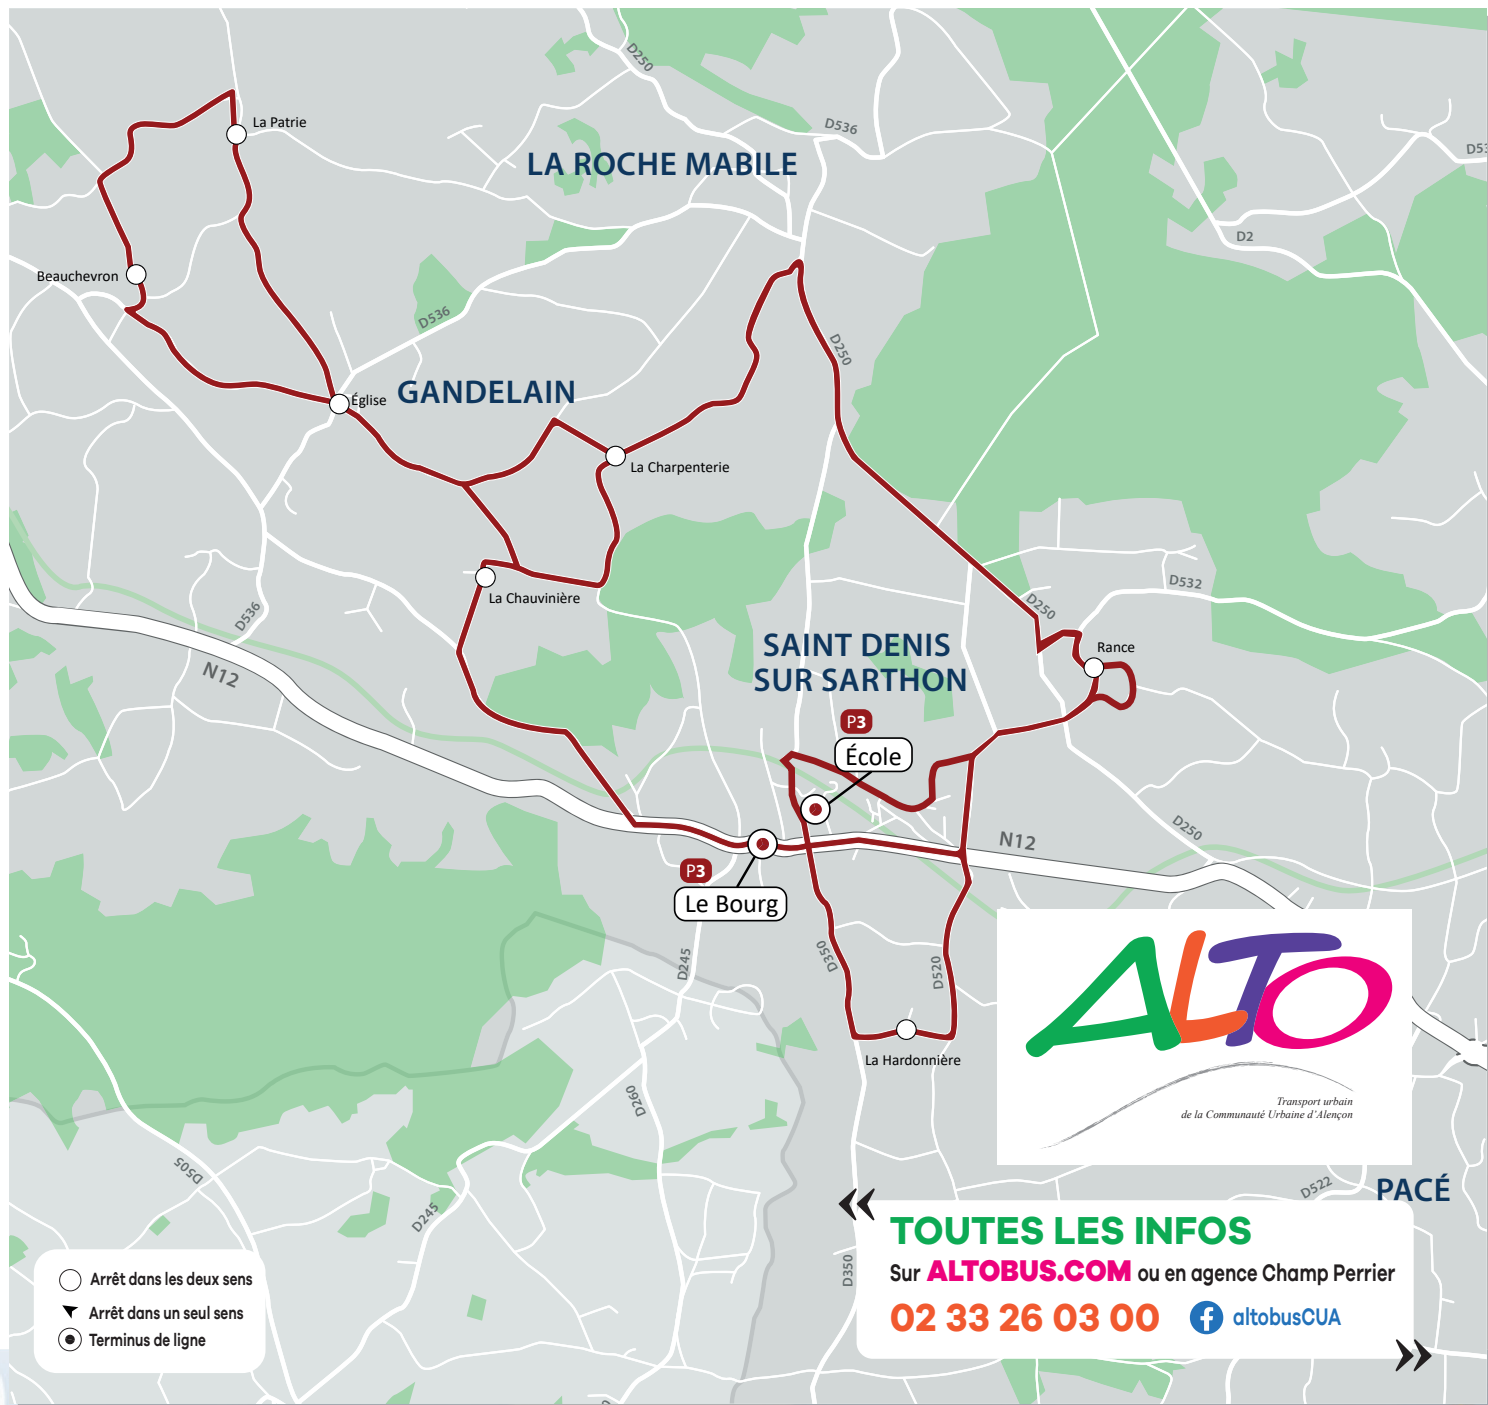 D250
D536
D53
La Patrie
LA ROCHE MABILE
D2
Beauchevron
D536
D250
Église
GANDELAIN
La Charpenterie
La Chauvinière
D532
D250
D536
SAINT DENIS
SUR SARTHON
Rance
N12
P3
École
D250
N12
P3
Le Bourg
D245
D350
D520
La Hardonnière
ALTO
Transport urbain
de la Communauté Urbaine d'Alençon
D260
D505
D245
D522
PACÉ
D350
«
TOUTES LES INFOS
Sur ALTOBUS.COM ou en agence Champ Perrier
02 33 26 03 00 altobusCUA
»
Arrêt dans les deux sens
Arrêt dans un seul sens
Terminus de ligne